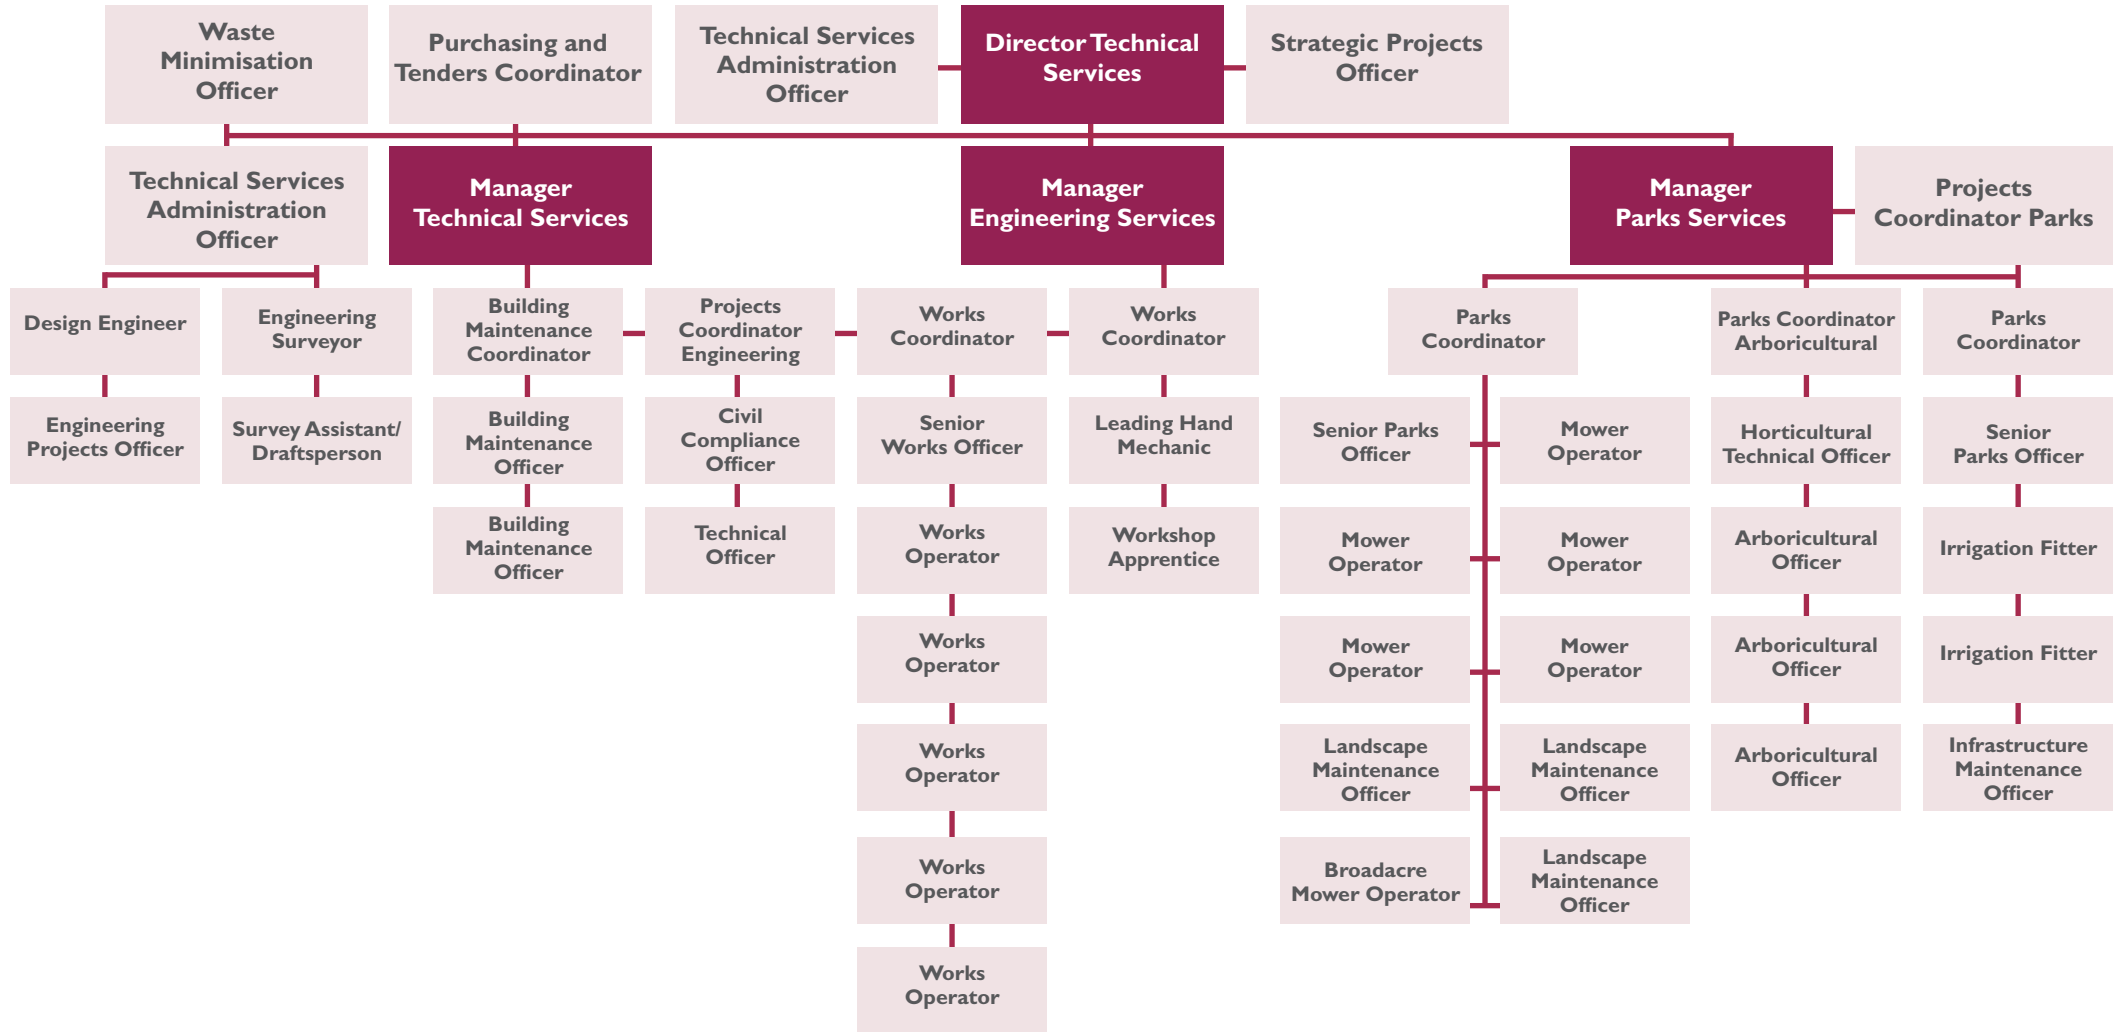 Waste
Minimisation
Officer
Purchasing and
Tenders Coordinator
Technical Services
Administration
Officer
Director Technical
Services
Strategic Projects
Officer
Technical Services
Administration
Officer
Manager
Technical Services
Manager
Engineering Services
Manager
Parks Services
Projects
Coordinator Parks
Design Engineer
Engineering
Surveyor
Building
Maintenance
Coordinator
Projects
Coordinator
Engineering
Works
Coordinator
Works
Coordinator
Parks
Coordinator
Parks Coordinator
Arboricultural
Parks
Coordinator
Engineering
Projects Officer
Survey Assistant/
Draftsperson
Building
Maintenance
Officer
Civil
Compliance
Officer
Senior
Works Officer
Leading Hand
Mechanic
Senior Parks
Officer
Mower
Operator
Horticultural
Technical Officer
Senior
Parks Officer
Building
Maintenance
Officer
Technical
Officer
Works
Operator
Workshop
Apprentice
Mower
Operator
Mower
Operator
Arboricultural
Officer
Irrigation Fitter
Works
Operator
Mower
Operator
Mower
Operator
Arboricultural
Officer
Irrigation Fitter
Works
Operator
Landscape
Maintenance
Officer
Landscape
Maintenance
Officer
Arboricultural
Officer
Infrastructure
Maintenance
Officer
Works
Operator
Broadacre
Mower Operator
Landscape
Maintenance
Officer
Works
Operator